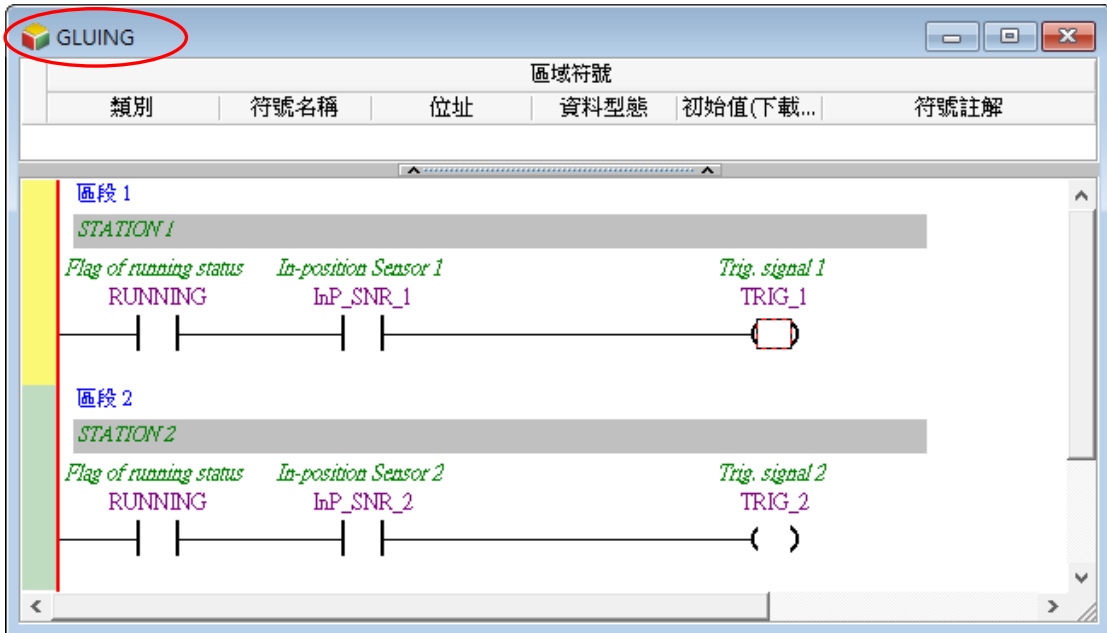 GLUING
區域符號
類別 符號名稱 位址 資料型態 初始值(下載... 符號註解
區段 1
STATION 1
Flag of running status In-position Sensor 1 Trig. signal 1
RUNNING InP_SNR_1 TRIG_1
區段 2
STATION 2
Flag of running status In-position Sensor 2 Trig. signal 2
RUNNING InP_SNR_2 TRIG_2